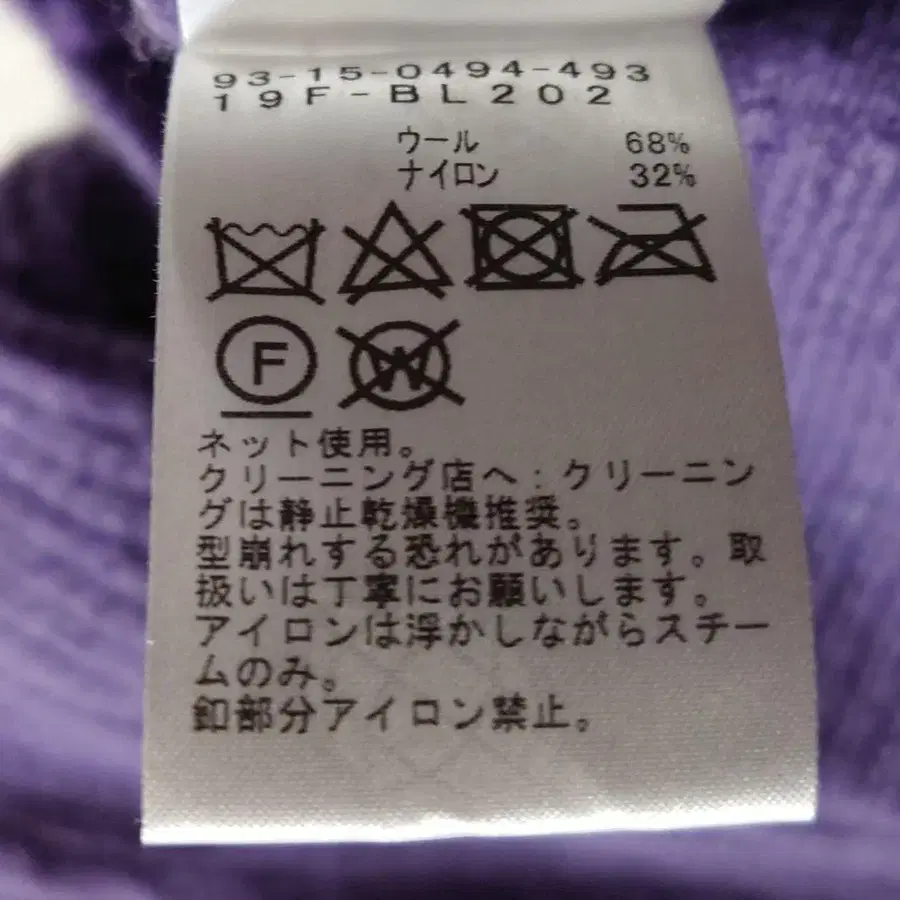 93-15-0494-493
19F-BL202
ウール 68%
ナイロン 32%
F W
ネット使用。
クリーニング店へ:クリーニン
グは静止乾燥機推奨。
型崩れする恐れがあります。取
扱いは丁寧にお願いします。
アイロンは浮かしながらスチー
ムのみ。
釦部分アイロン禁止。